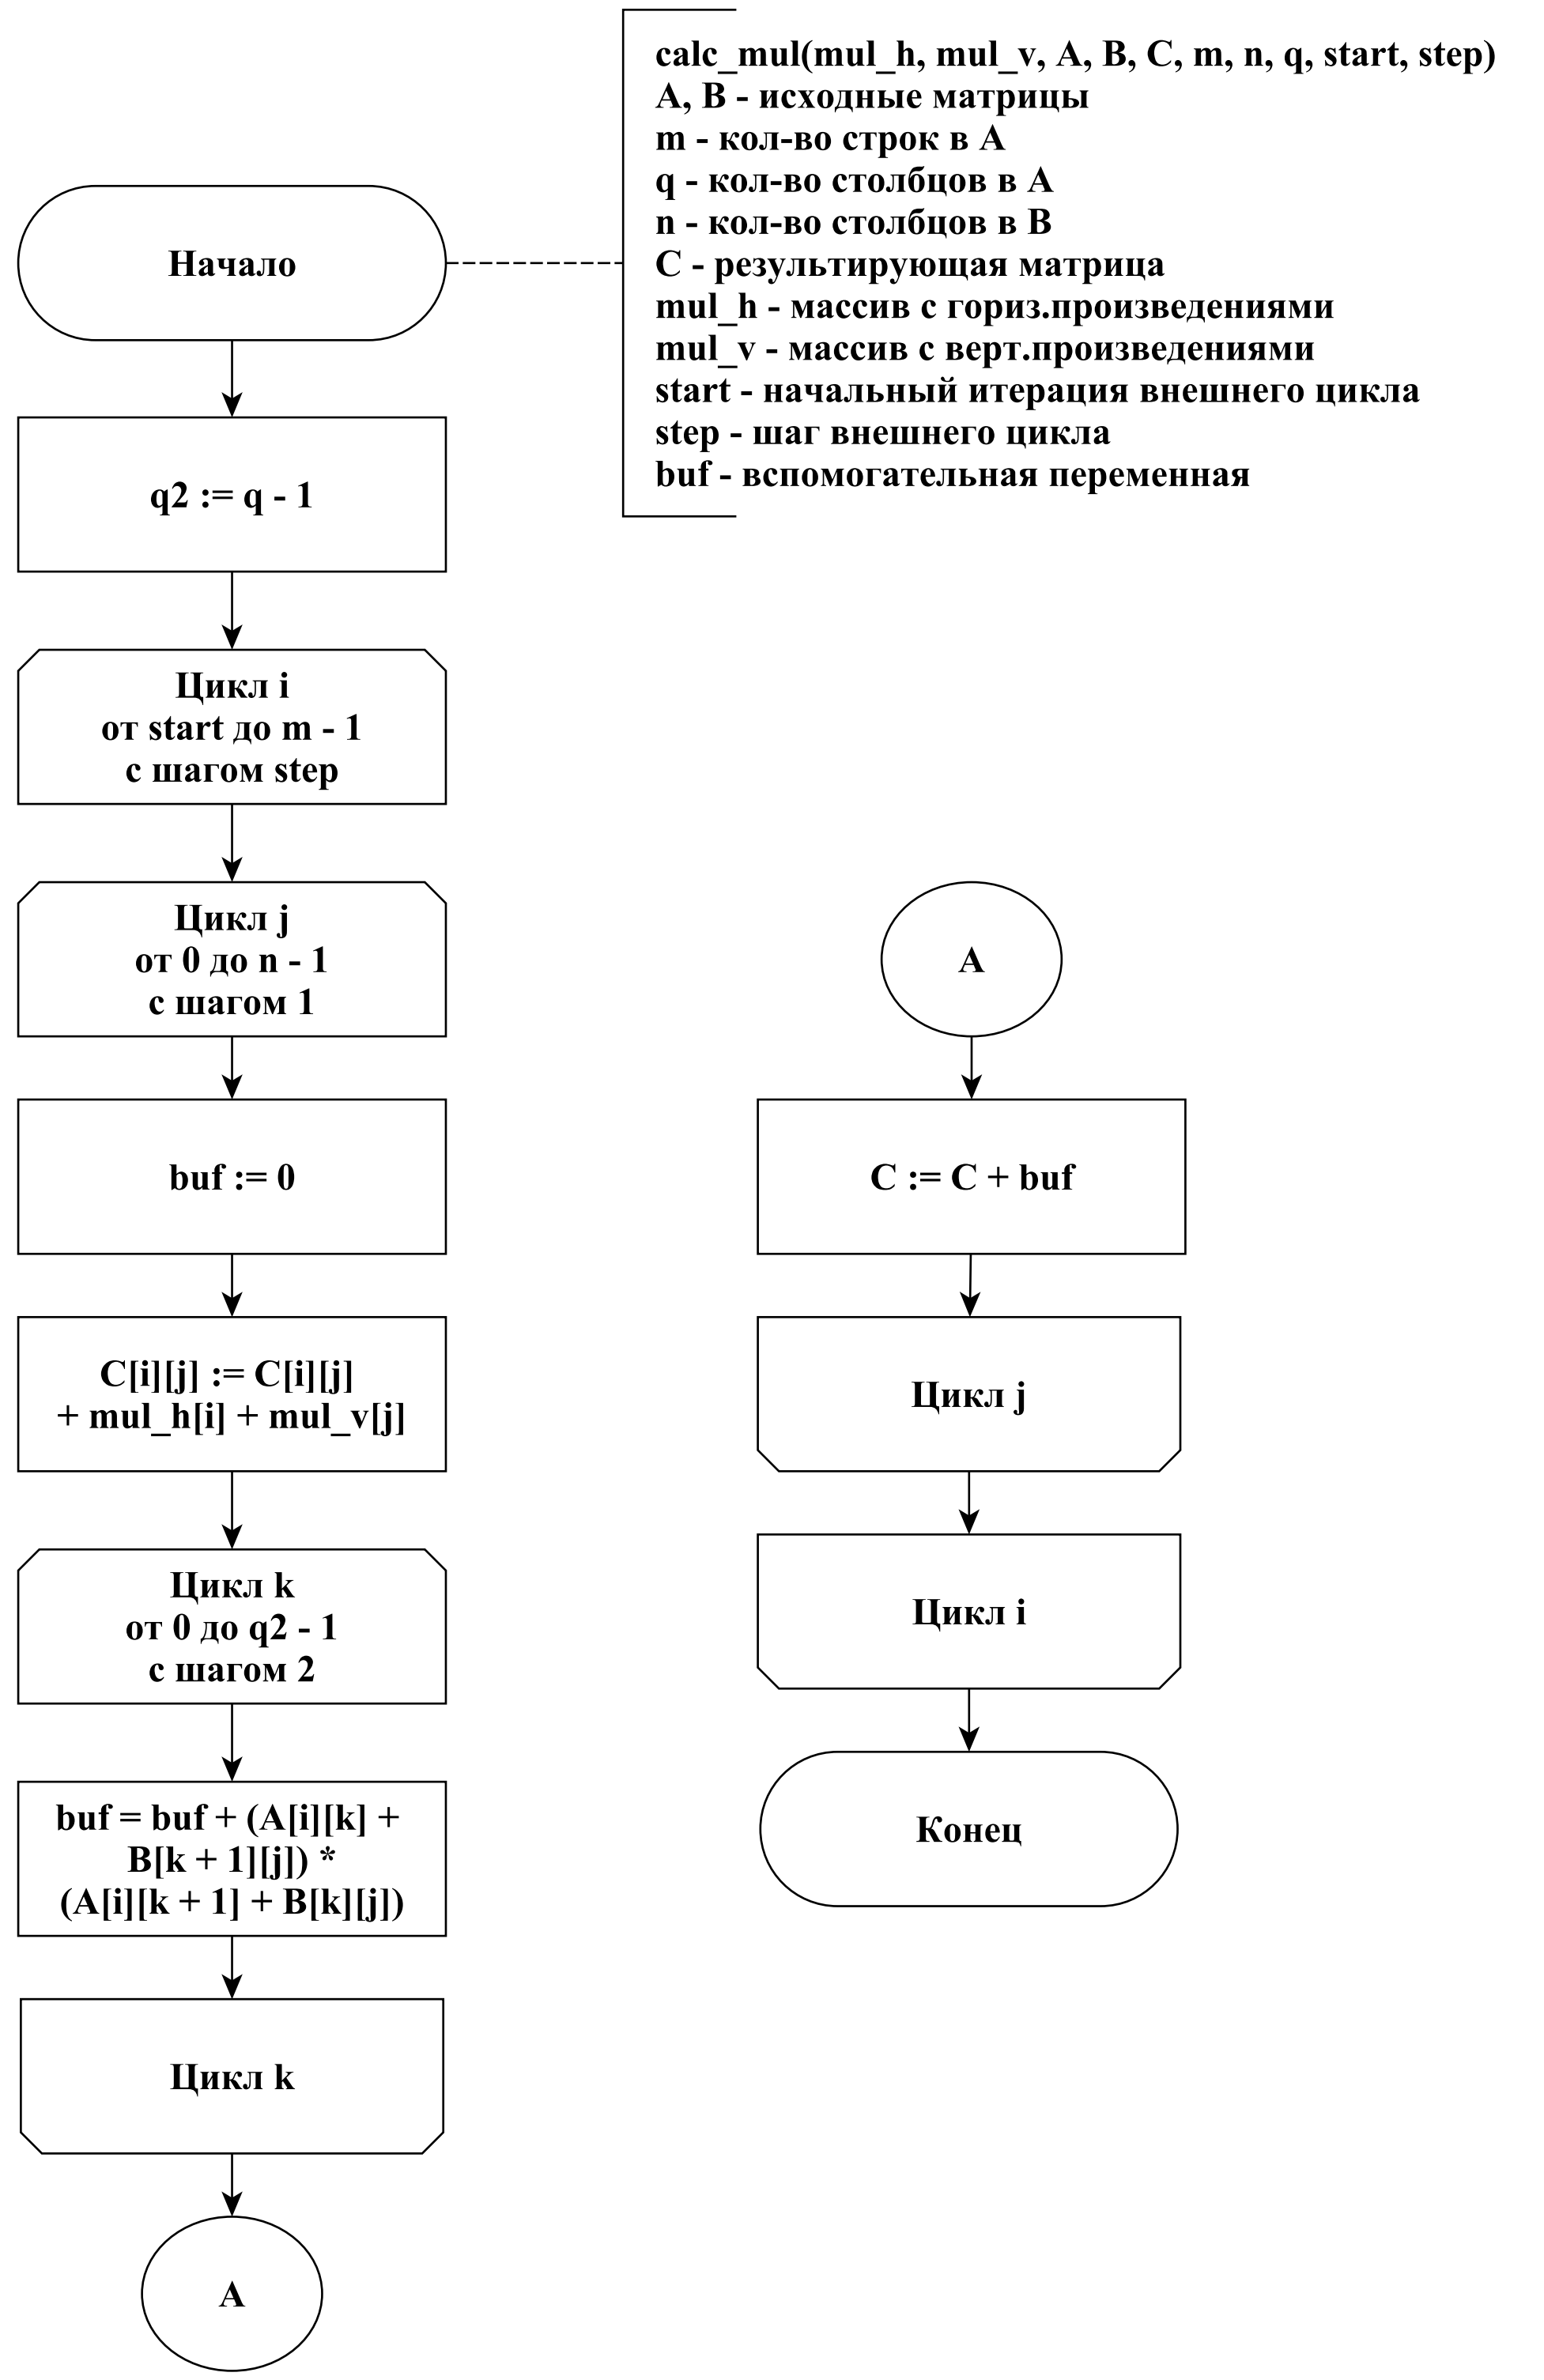 calc_mul(mul_h, mul_v, A, B, C, m, n, q, start, step)
A, B - исходные матрицы
m - кол-во строк в A
q - кол-во столбцов в A
n - кол-во столбцов в B
C - результирующая матрица
mul_h - массив с гориз.произведениями
mul_v - массив с верт.произведениями
start - начальный итерация внешнего цикла
step - шаг внешнего цикла
buf - вспомогательная переменная
Начало
q2 := q - 1
Цикл i
от start до m - 1
с шагом step
Цикл j
от 0 до n - 1
с шагом 1
buf := 0
C[i][j] := C[i][j]
+ mul_h[i] + mul_v[j]
Цикл k
от 0 до q2 - 1
с шагом 2
buf = buf + (A[i][k] +
B[k + 1][j]) *
(A[i][k + 1] + B[k][j])
Цикл k
A
A
C := C + buf
Цикл j
Цикл i
Конец